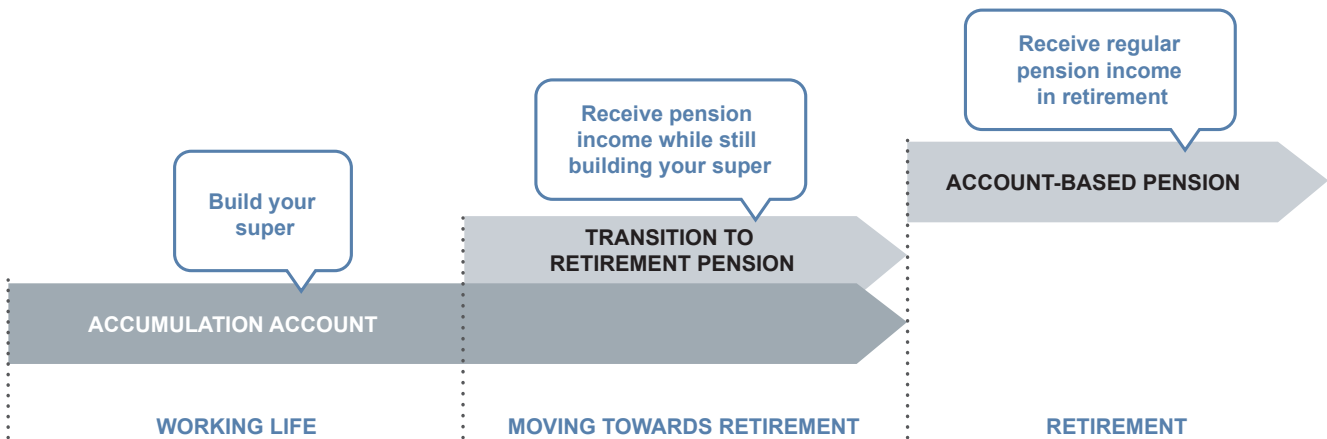 Receive regular
pension income
in retirement
Receive pension
income while still
building your super
ACCOUNT-BASED PENSION
Build your
super
TRANSITION TO
RETIREMENT PENSION
ACCUMULATION ACCOUNT
WORKING LIFE
MOVING TOWARDS RETIREMENT
RETIREMENT